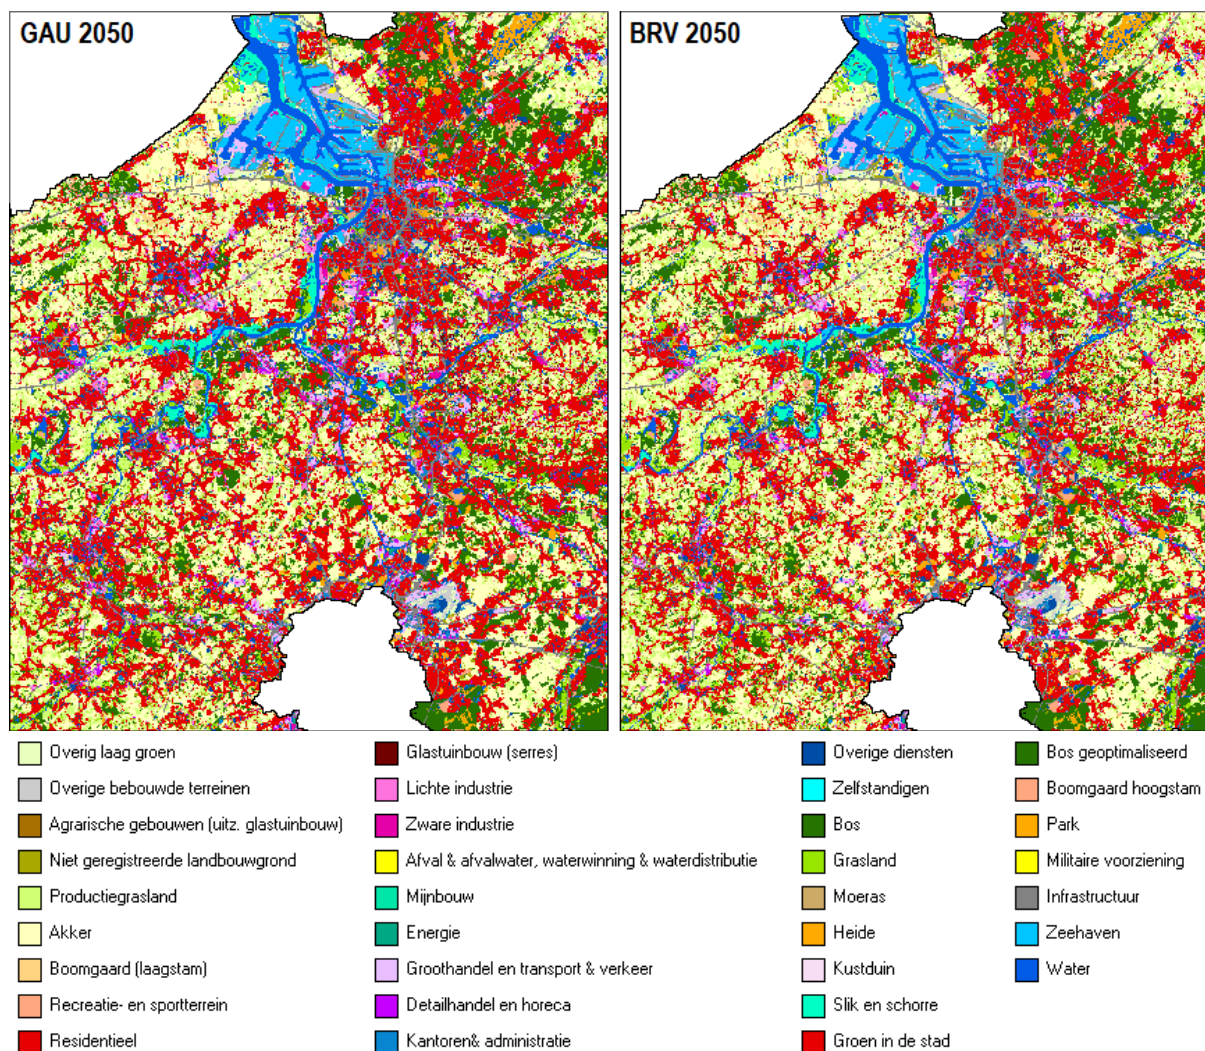 GAU 2050
BRV 2050
Overig laag groen
Overige bebouwde terreinen
Agrarische gebouwen (uitz. glastuinbouw)
Niet geregistreerde landbouwgrond
Productiegrasland
Akker
Boomgaard (laagstam)
Recreatie- en sportterrein
Residentieel
Glastuinbouw (serres)
Lichte industrie
Zware industrie
Afval & afvalwater, waterwinning & waterdistributie
Mijnbouw
Energie
Groothandel en transport & verkeer
Detailhandel en horeca
Kantoren& administratie
Overige diensten
Zelfstandigen
Bos
Grasland
Moeras
Heide
Kustduin
Slik en schorre
Groen in de stad
Bos geoptimaliseerd
Boomgaard hoogstam
Park
Militaire voorziening
Infrastructuur
Zeehaven
Water